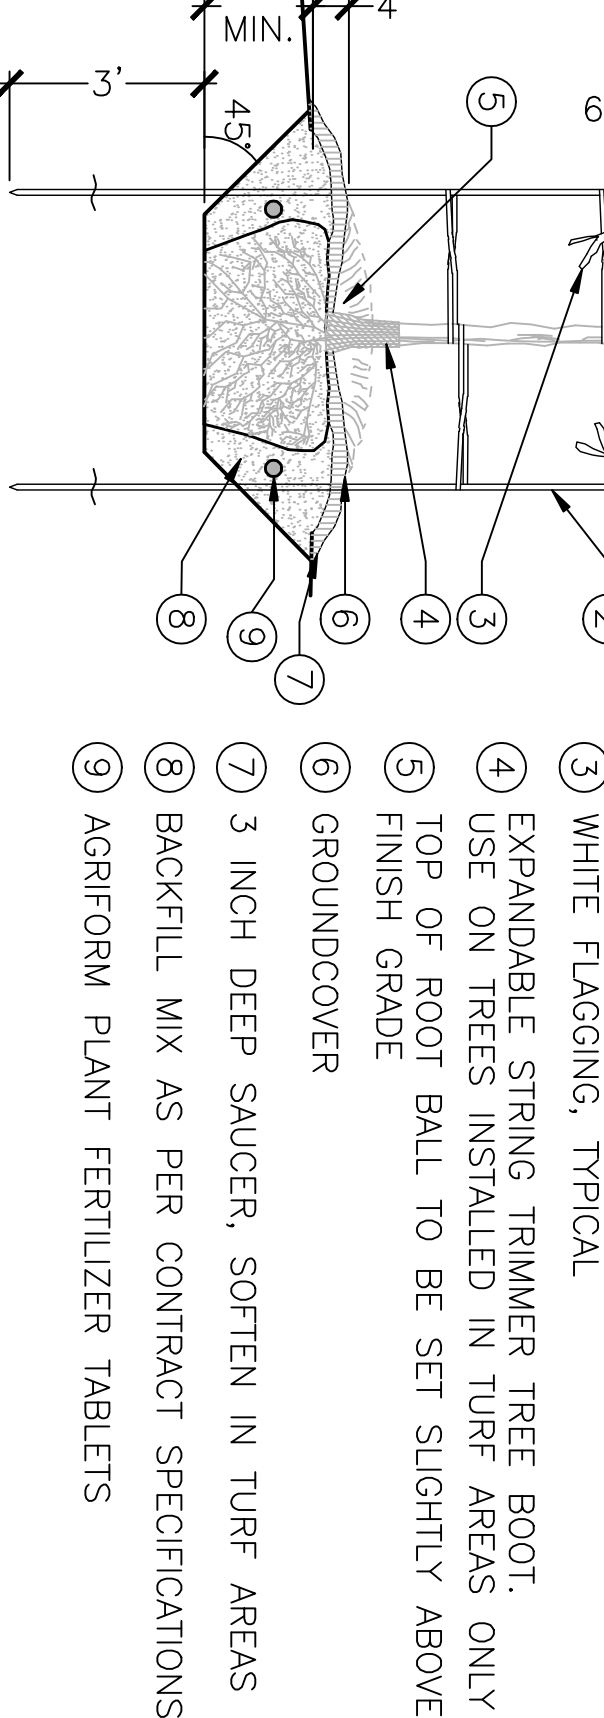 6
4
MIN.
3'
45°
5
8
9
7
6
4
3
2
3 WHITE FLAGGING, TYPICAL
4 EXPANDABLE STRING TRIMMER TREE BOOT.
USE ON TREES INSTALLED IN TURF AREAS ONLY
5 TOP OF ROOT BALL TO BE SET SLIGHTLY ABOVE
FINISH GRADE
6 GROUNDCOVER
7 3 INCH DEEP SAUCER, SOFTEN IN TURF AREAS
8 BACKFILL MIX AS PER CONTRACT SPECIFICATIONS
9 AGRIFORM PLANT FERTILIZER TABLETS